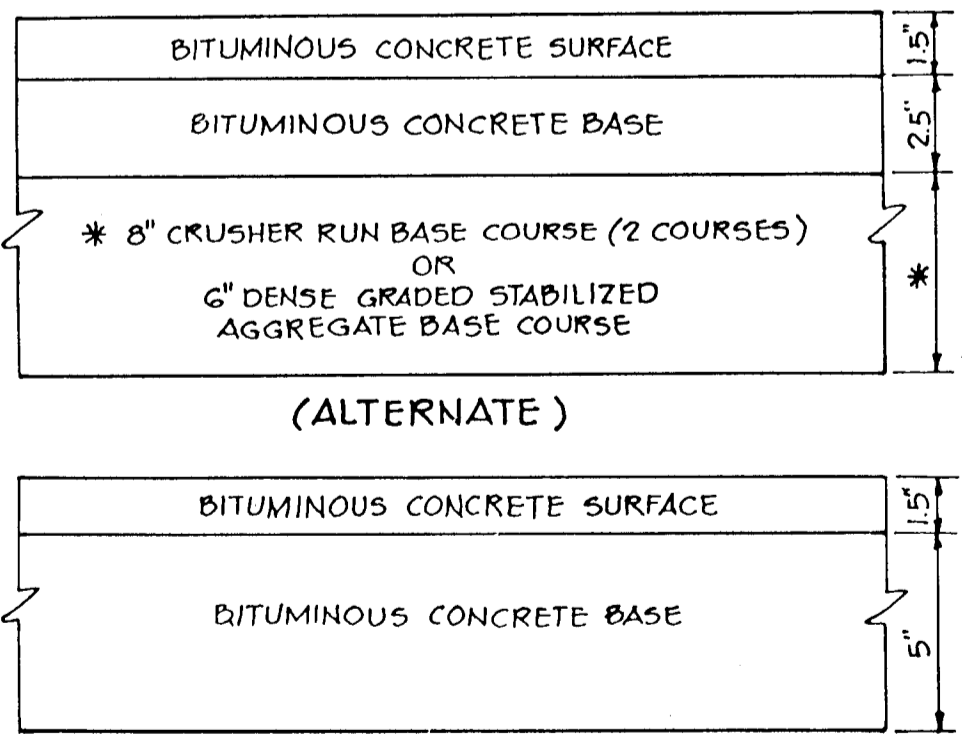 BITUMINOUS CONCRETE SURFACE
1.5"
BITUMINOUS CONCRETE BASE
2.5"
* 8" CRUSHER RUN BASE COURSE (2 COURSES)
OR
6" DENSE GRADED STABILIZED
AGGREGATE BASE COURSE
*
(ALTERNATE)
BITUMINOUS CONCRETE SURFACE
1.5"
BITUMINOUS CONCRETE BASE
5"